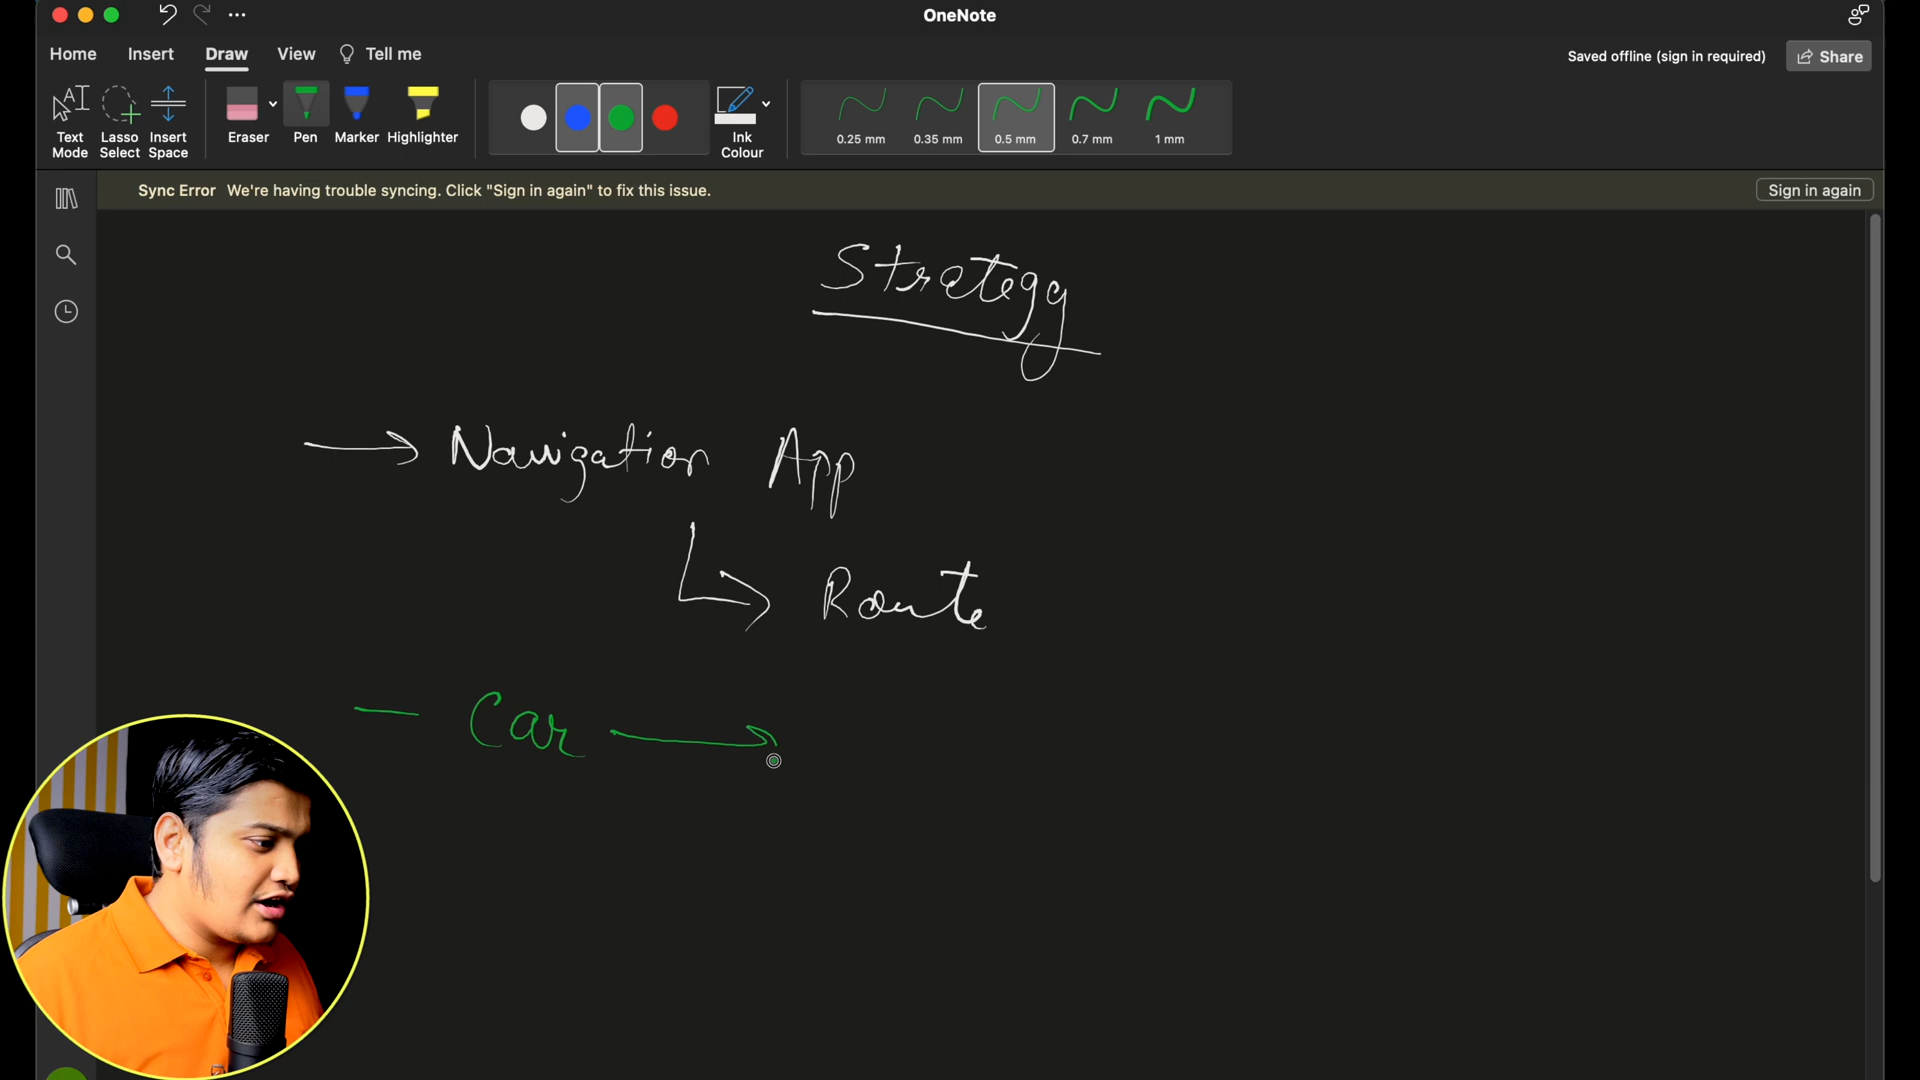 OneNote
Home Insert Draw View Tell me
Saved offline (sign in required) Share
Text Mode
Lasso Select
Insert Space
Eraser
Pen
Marker
Highlighter
Ink Colour
0.25 mm
0.35 mm
0.5 mm
0.7 mm
1 mm
Sync Error We're having trouble syncing. Click "Sign in again" to fix this issue. Sign in again
Strategy
→ Navigation App
Route
— Car →